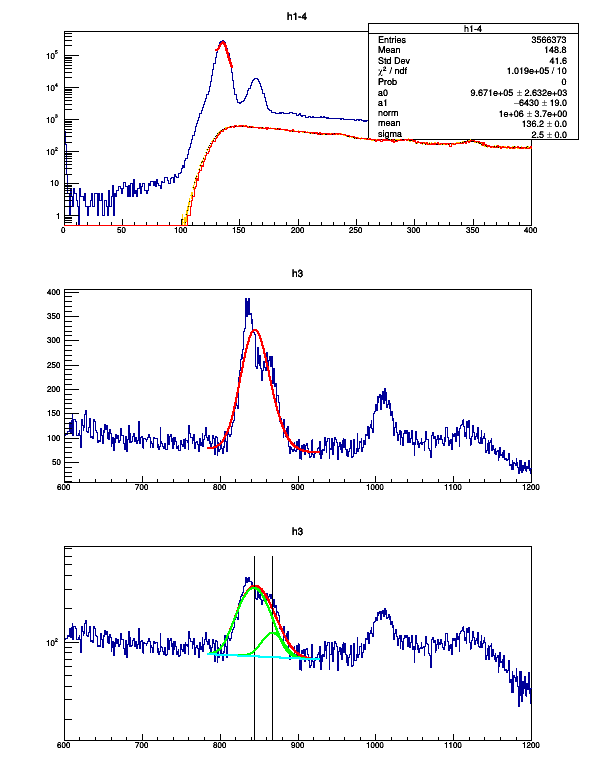 h1-4
h1-4
Entries 3566373
Mean 148.8
Std Dev 41.6
χ² / ndf 1.019e+05 / 10
Prob 0
a0 9.671e+05 ± 2.632e+03
a1 −6430 ± 19.0
norm 1e+06 ± 3.7e+00
mean 136.2 ± 0.0
sigma 2.5 ± 0.0
10⁵
10⁴
10³
10²
10
1
0 50 100 150 200 250 300 350 400
h3
400
350
300
250
200
150
100
50
600 700 800 900 1000 1100 1200
h3
10²
600 700 800 900 1000 1100 1200